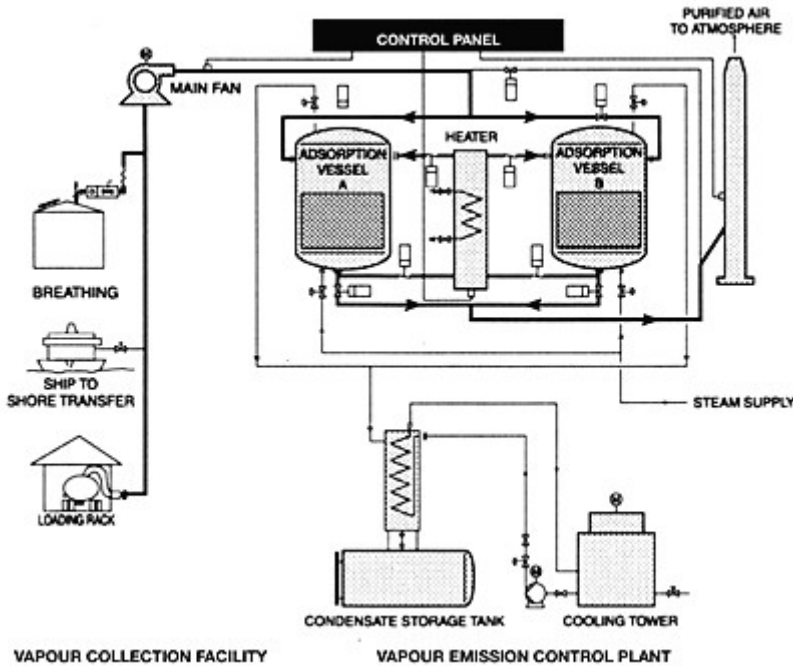 PURIFIED AIR
TO ATMOSPHERE
CONTROL PANEL
MAIN FAN
HEATER
ADSORPTION
VESSEL
A
ADSORPTION
VESSEL
B
BREATHING
SHIP TO
SHORE TRANSFER
STEAM SUPPLY
LOADING RACK
CONDENSATE STORAGE TANK
COOLING TOWER
VAPOUR COLLECTION FACILITY
VAPOUR EMISSION CONTROL PLANT